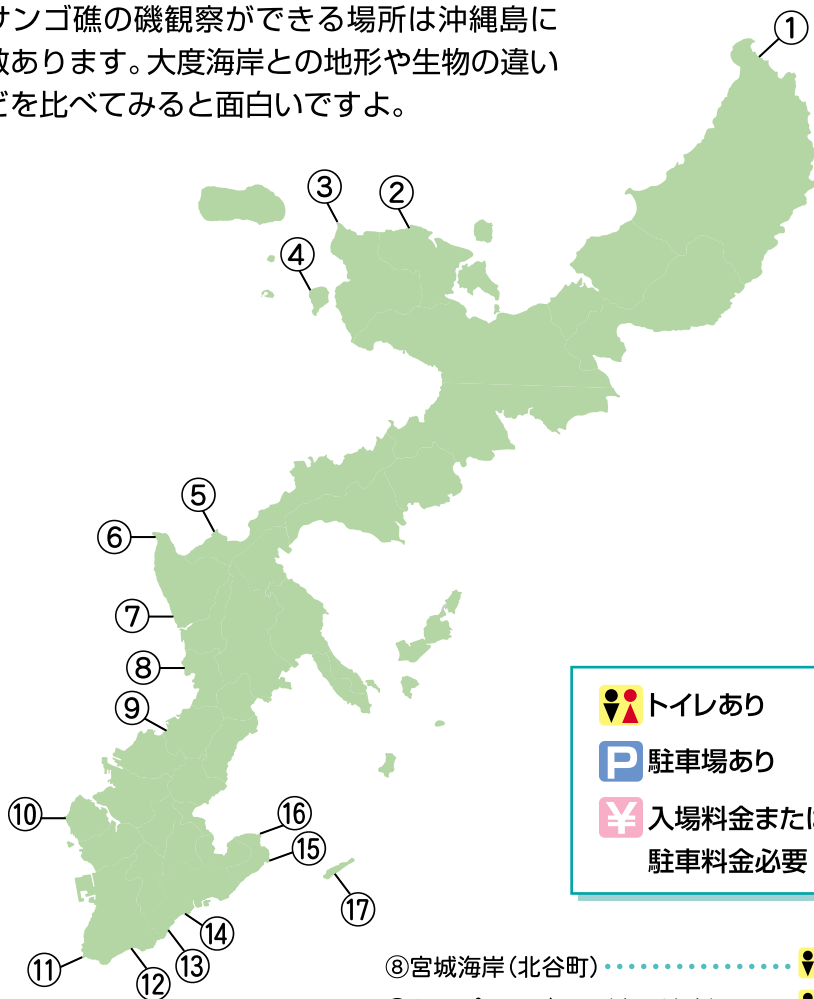 サンゴ礁の磯観察ができる場所は沖縄島に
数あります。大度海岸との地形や生物の違い
どを比べてみると面白いですよ。
①
②
③
④
⑤
⑥
⑦
⑧
⑨
⑩
⑯
⑮
⑰
⑭
⑬
⑫
⑪
トイレあり
P 駐車場あり
¥ 入場料金または
駐車料金必要
⑧宮城海岸（北谷町）